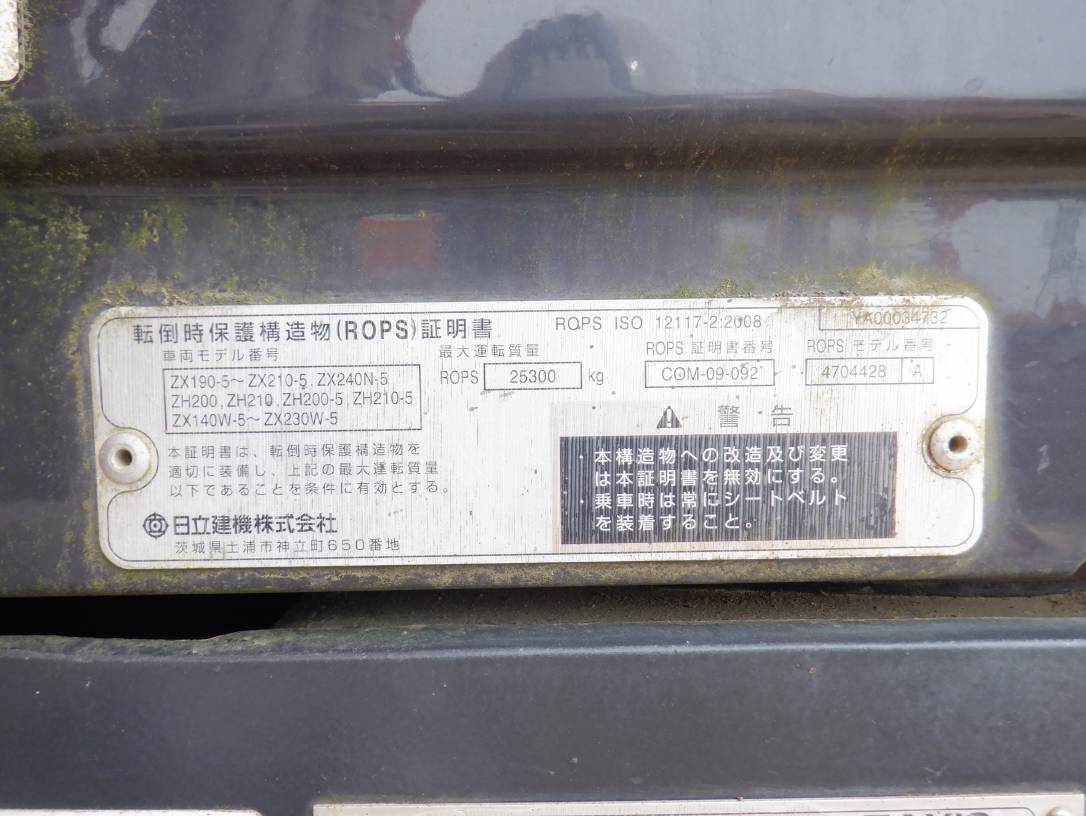 転倒時保護構造物(ROPS)証明書 ROPS ISO 12117-2:2008 YA00034732
車両モデル番号 最大運転質量 ROPS 証明書番号 ROPS モデル番号
ZX190-5～ZX210-5, ZX240N-5 ROPS 25300 kg COM-09-092 4704428 A
ZH200, ZH210, ZH200-5, ZH210-5
ZX140W-5～ZX230W-5
本証明書は、転倒時保護構造物を
適切に装備し、上記の最大運転質量
以下であることを条件に有効とする。
日立建機株式会社
茨城県土浦市神立町650番地
警告
・本構造物への改造及び変更
は本証明書を無効にする。
・乗車時は常にシートベルト
を装着すること。